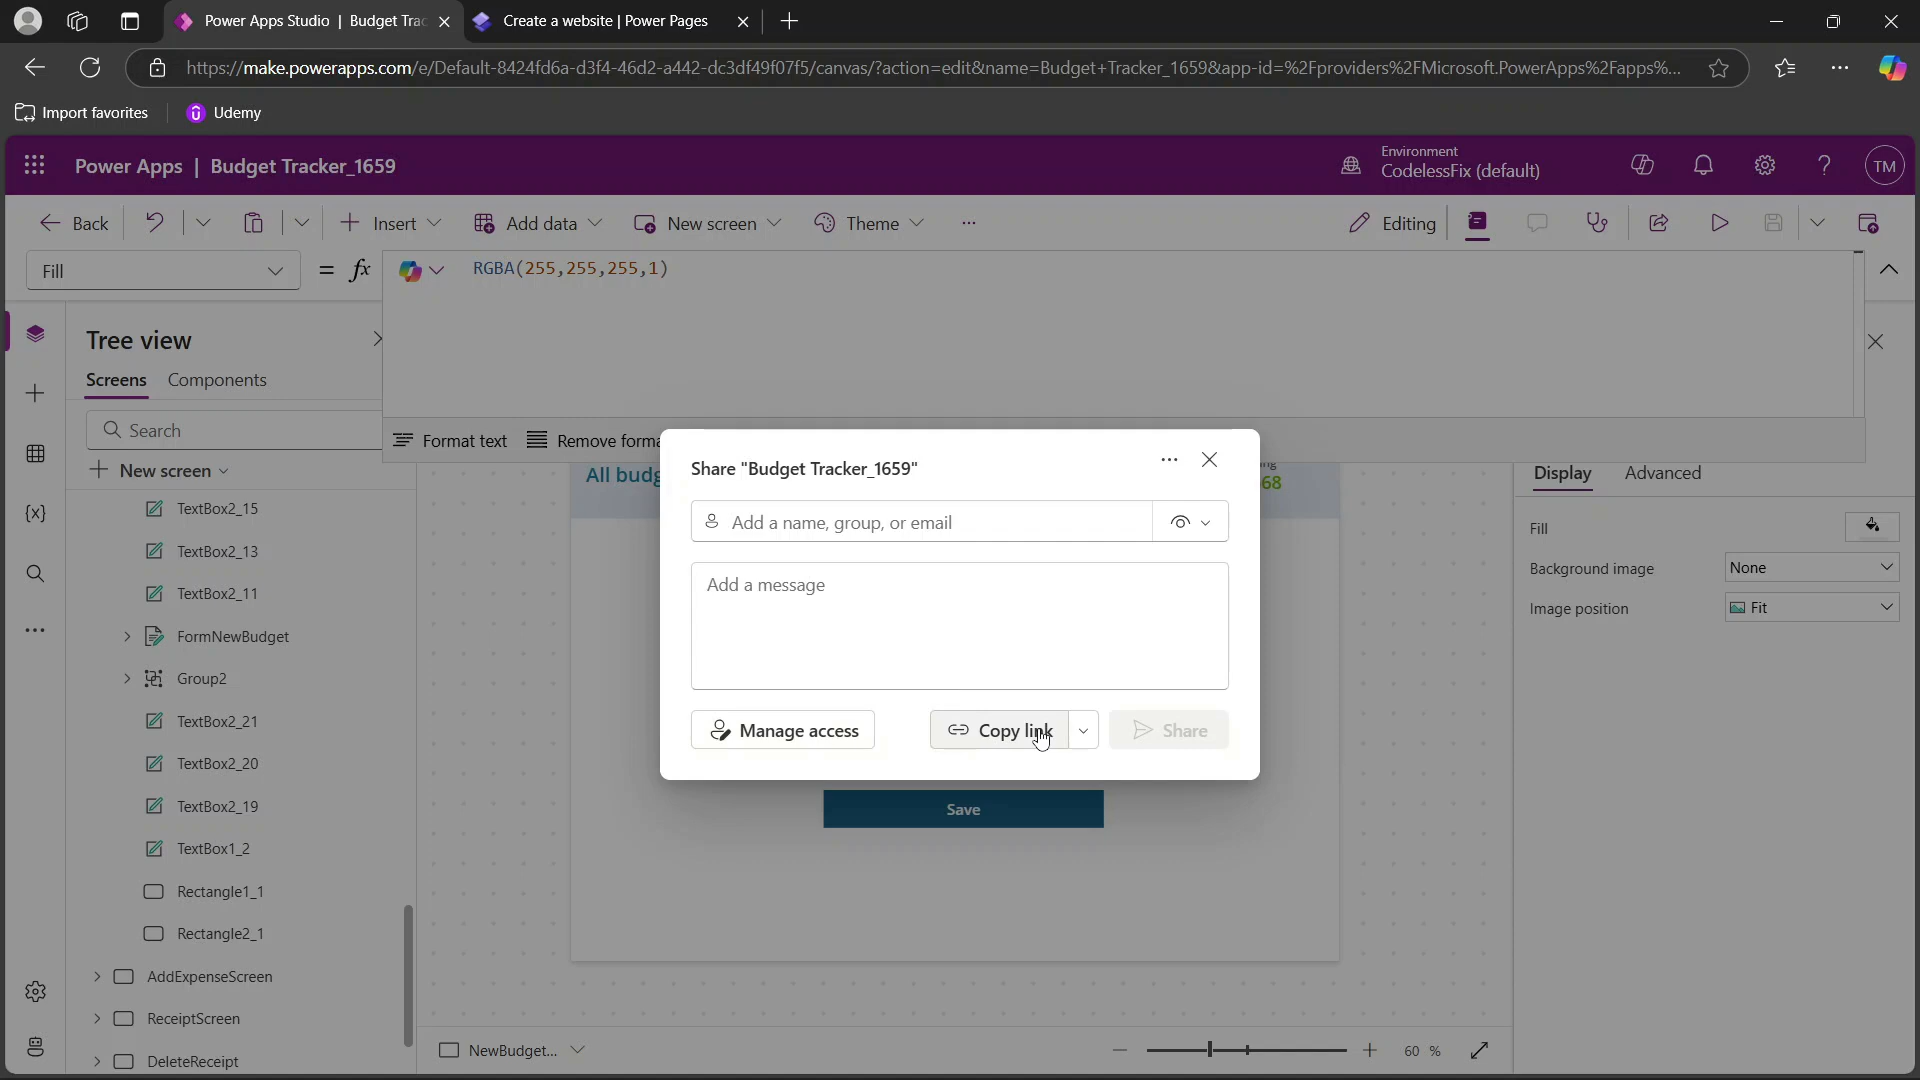 Power Apps Studio | Budget Trac
Create a website | Power Pages
https://make.powerapps.com/e/Default-8424fd6a-d3f4-46d2-a442-dc3df49f07f5/canvas/?action=edit&name=Budget+Tracker_1659&app-id=%2Fproviders%2FMicrosoft.PowerApps%2Fapps%...
Import favorites
Udemy
Power Apps | Budget Tracker_1659
Environment
CodelessFix (default)
TM
Back
Insert
Add data
New screen
Theme
Editing
Fill
= fx
RGBA(255,255,255,1)
Tree view
Screens
Components
Search
Format text
Remove forma
New screen
TextBox2_15
TextBox2_13
TextBox2_11
FormNewBudget
Group2
TextBox2_21
TextBox2_20
TextBox2_19
TextBox1_2
Rectangle1_1
Rectangle2_1
AddExpenseScreen
ReceiptScreen
DeleteReceipt
All budg
68
Share "Budget Tracker_1659"
Add a name, group, or email
Add a message
Manage access
Copy link
Share
Save
Display
Advanced
Fill
Background image
None
Image position
Fit
NewBudget...
60 %